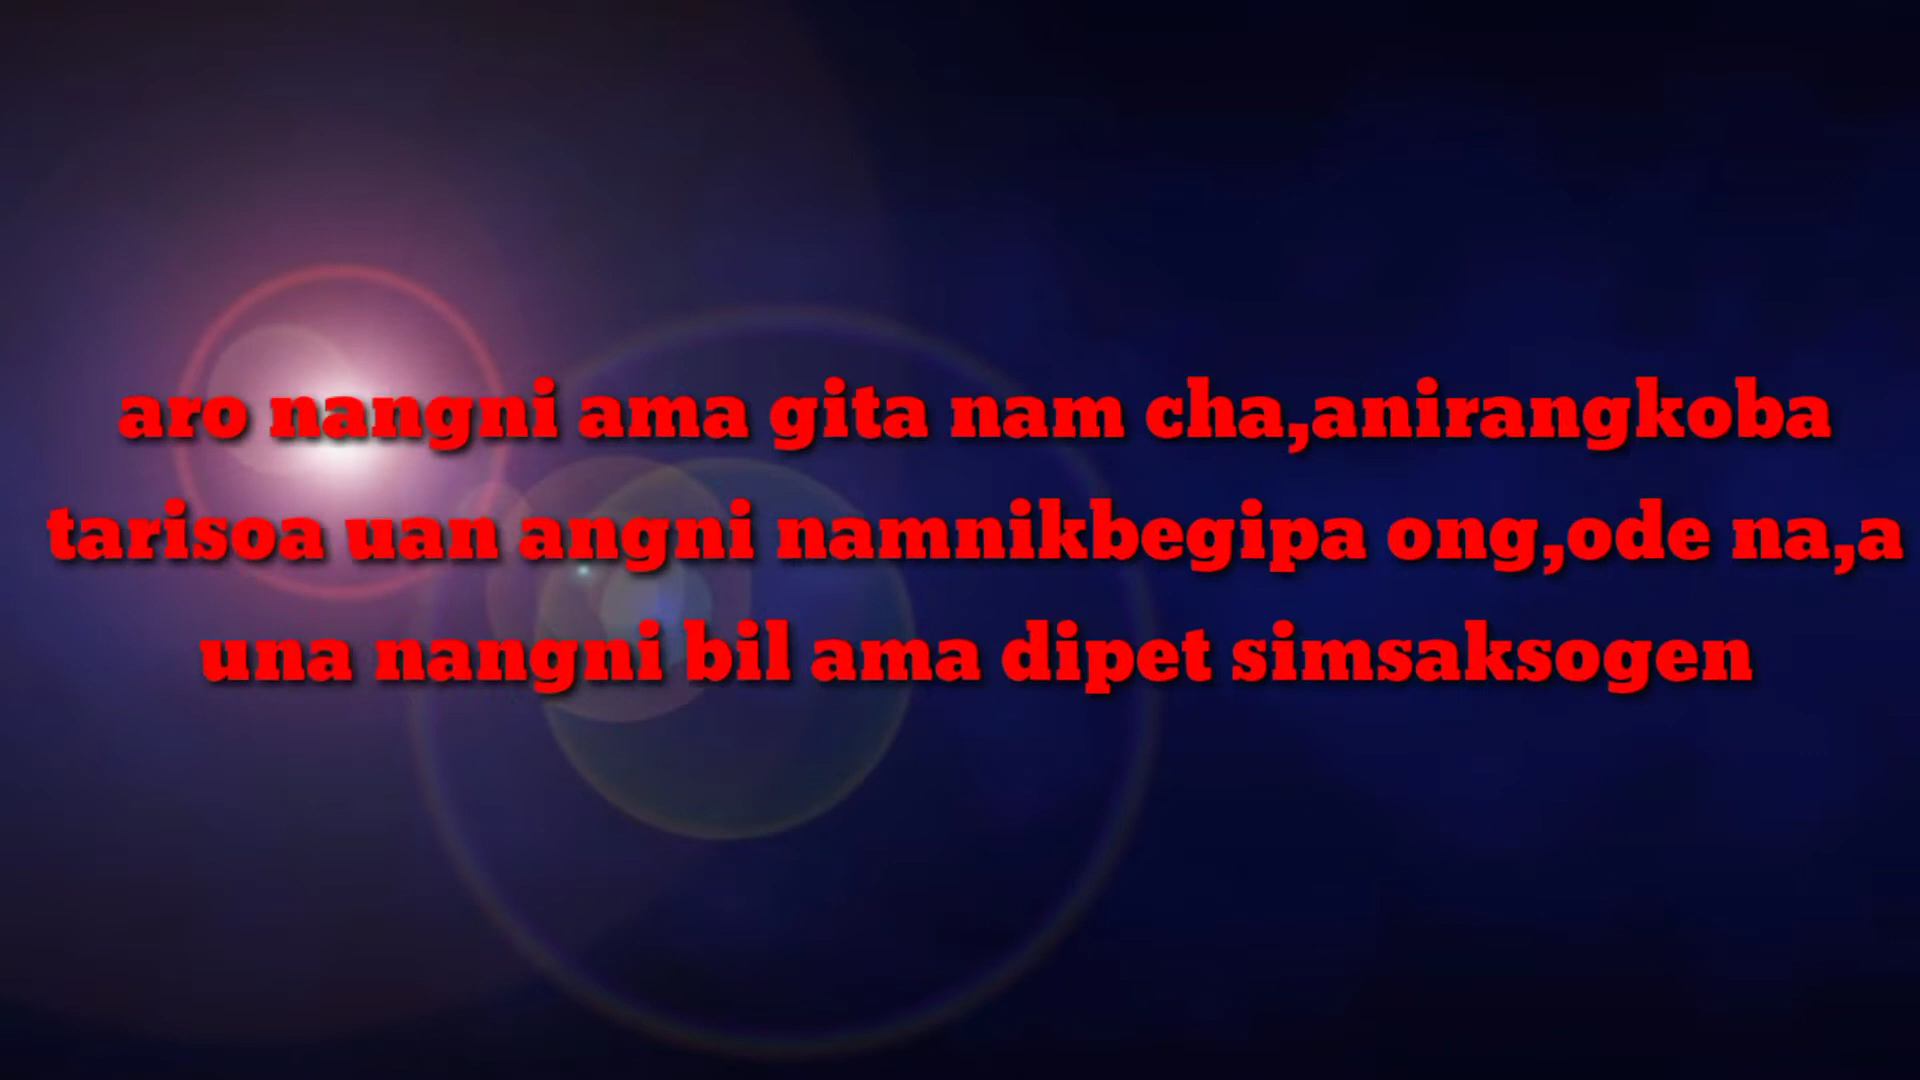 aro nangni ama gita nam cha,anirangkoba
tarisoa uan angni namnikbegipa ong,ode na,a
una nangni bil ama dipet simsaksogen